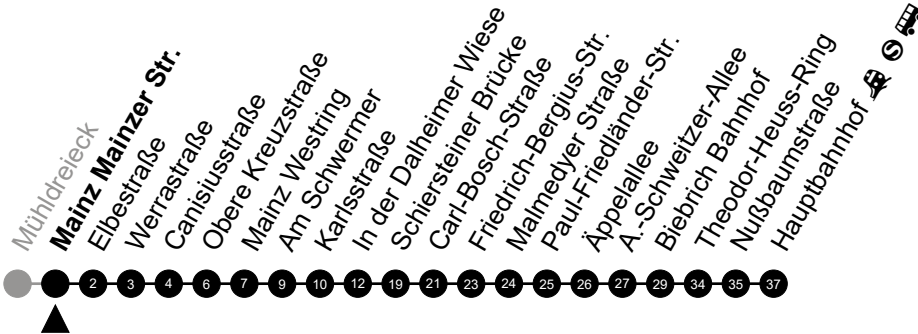 Mühldreieck
Mainz Mainzer Str.
Elbestraße
Werrastraße
Canisiusstraße
Obere Kreuzstraße
Mainz Westring
Am Schwermer
Karlsstraße
In der Dalheimer Wiese
Schiersteiner Brücke
Carl-Bosch-Straße
Friedrich-Bergius-Str.
Malmedyer Straße
Paul-Friedländer-Str.
Äppelallee
A.-Schweitzer-Allee
Biebrich Bahnhof
Theodor-Heuss-Ring
Nußbaumstraße
Hauptbahnhof S
2 3 4 6 7 9 10 12 19 21 23 24 25 26 27 29 34 35 37